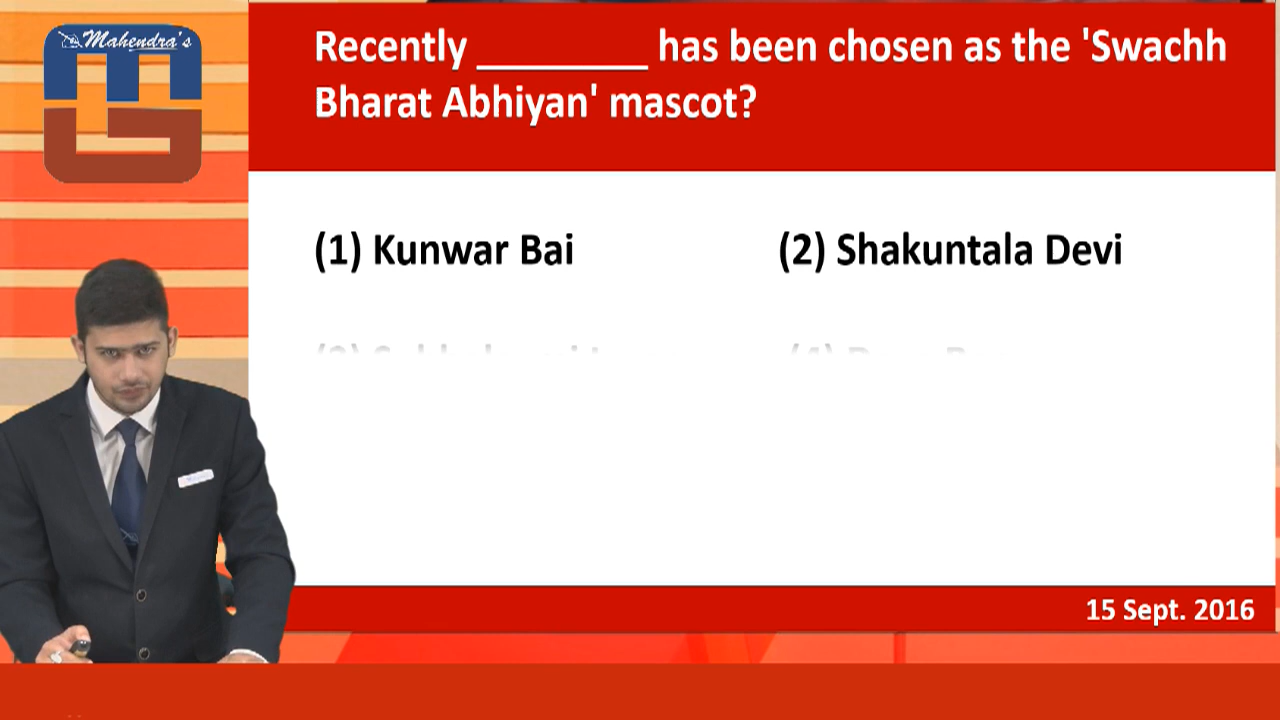 Mahendra's
Recently ________ has been chosen as the 'Swachh
Bharat Abhiyan' mascot?
(1) Kunwar Bai
(2) Shakuntala Devi
15 Sept. 2016